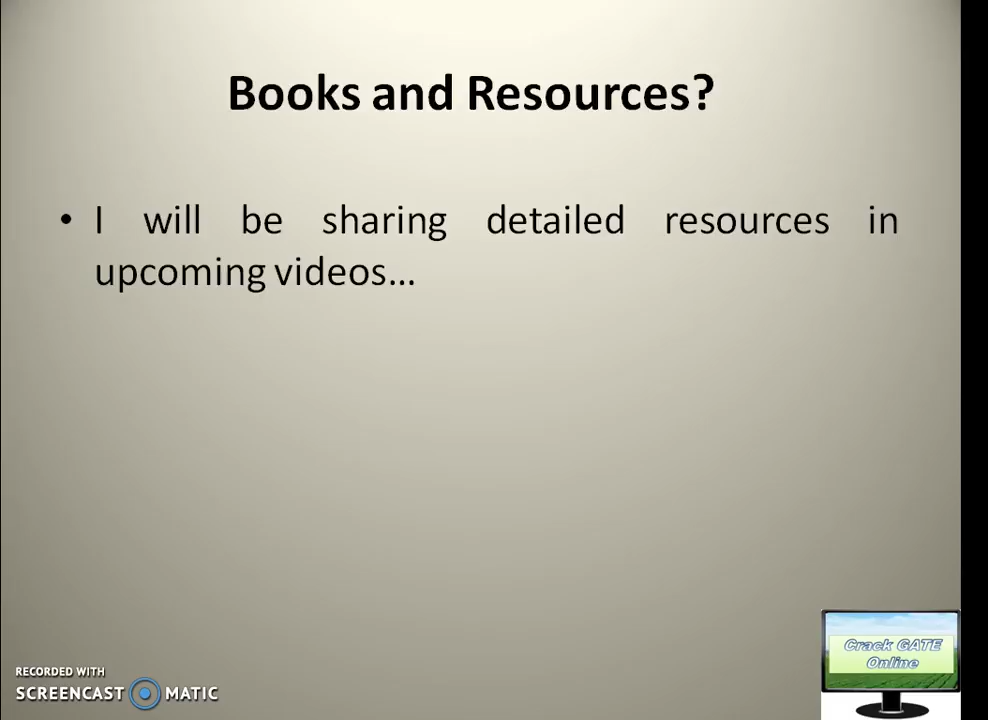 Books and Resources?
• I will be sharing detailed resources in
upcoming videos...
RECORDED WITH
SCREENCAST MATIC
Crack GATE
Online